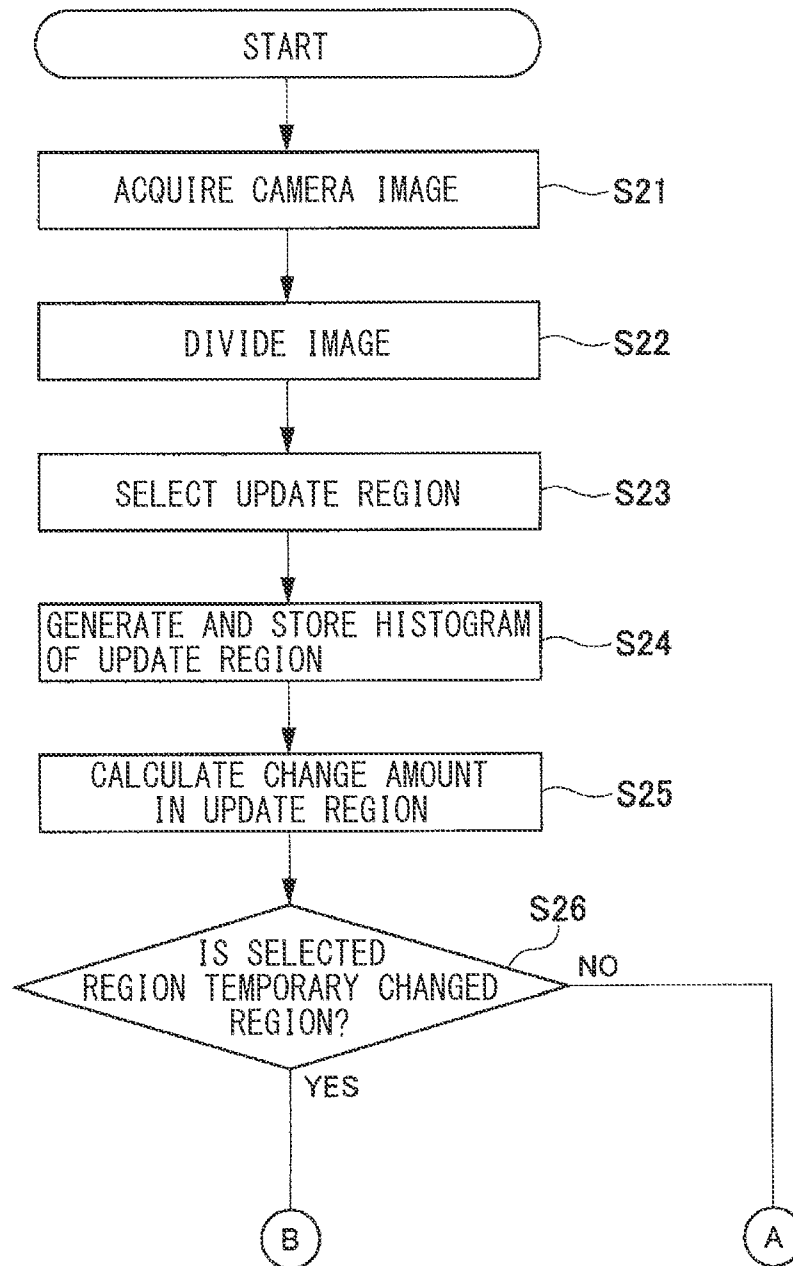 START
ACQUIRE CAMERA IMAGE
S21
DIVIDE IMAGE
S22
SELECT UPDATE REGION
S23
GENERATE AND STORE HISTOGRAM
OF UPDATE REGION
S24
CALCULATE CHANGE AMOUNT
IN UPDATE REGION
S25
S26
IS SELECTED
REGION TEMPORARY CHANGED
REGION?
NO
YES
B
A